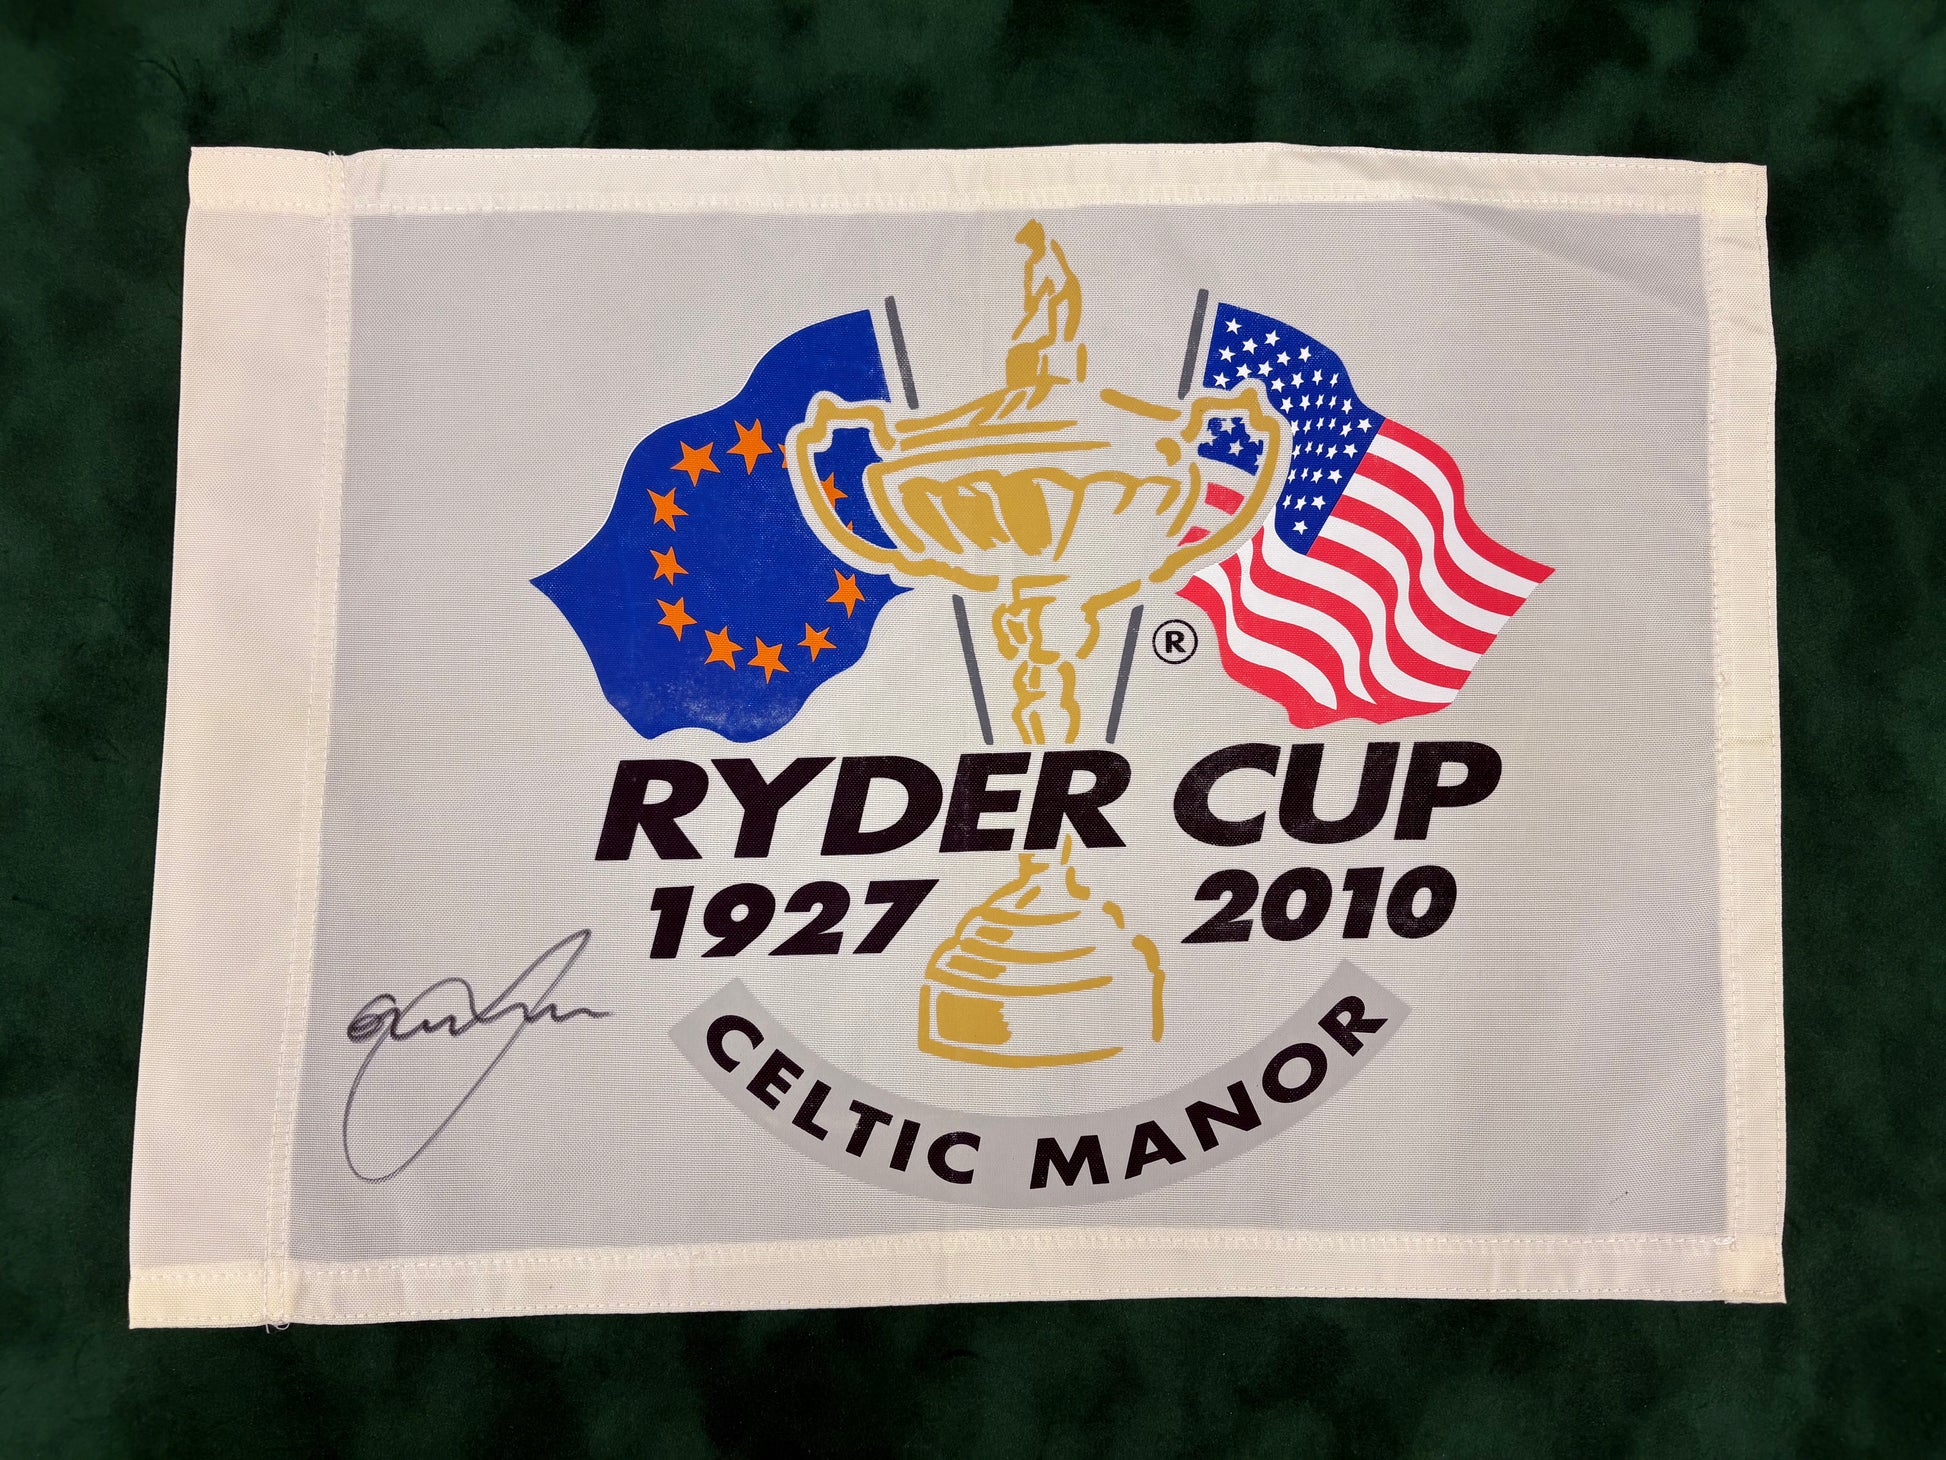 ®
RYDER CUP
1927 2010
CELTIC MANOR